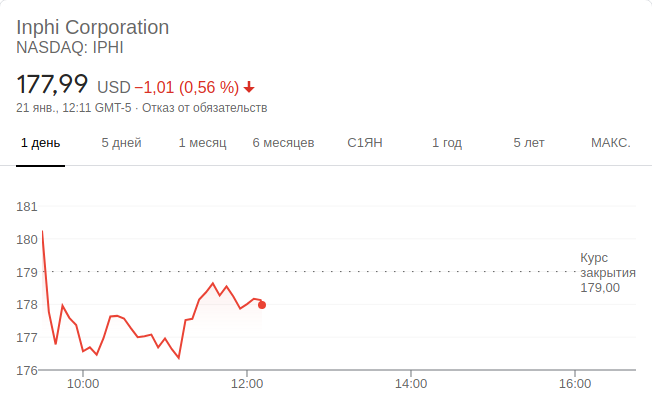 Inphi Corporation
NASDAQ: IPHI
177,99 USD −1,01 (0,56 %)
21 янв., 12:11 GMT-5 · Отказ от обязательств
1 день 5 дней 1 месяц 6 месяцев С1ЯН 1 год 5 лет МАКС.
181
180
179
178
177
176
Курс
закрытия
179,00
10:00 12:00 14:00 16:00